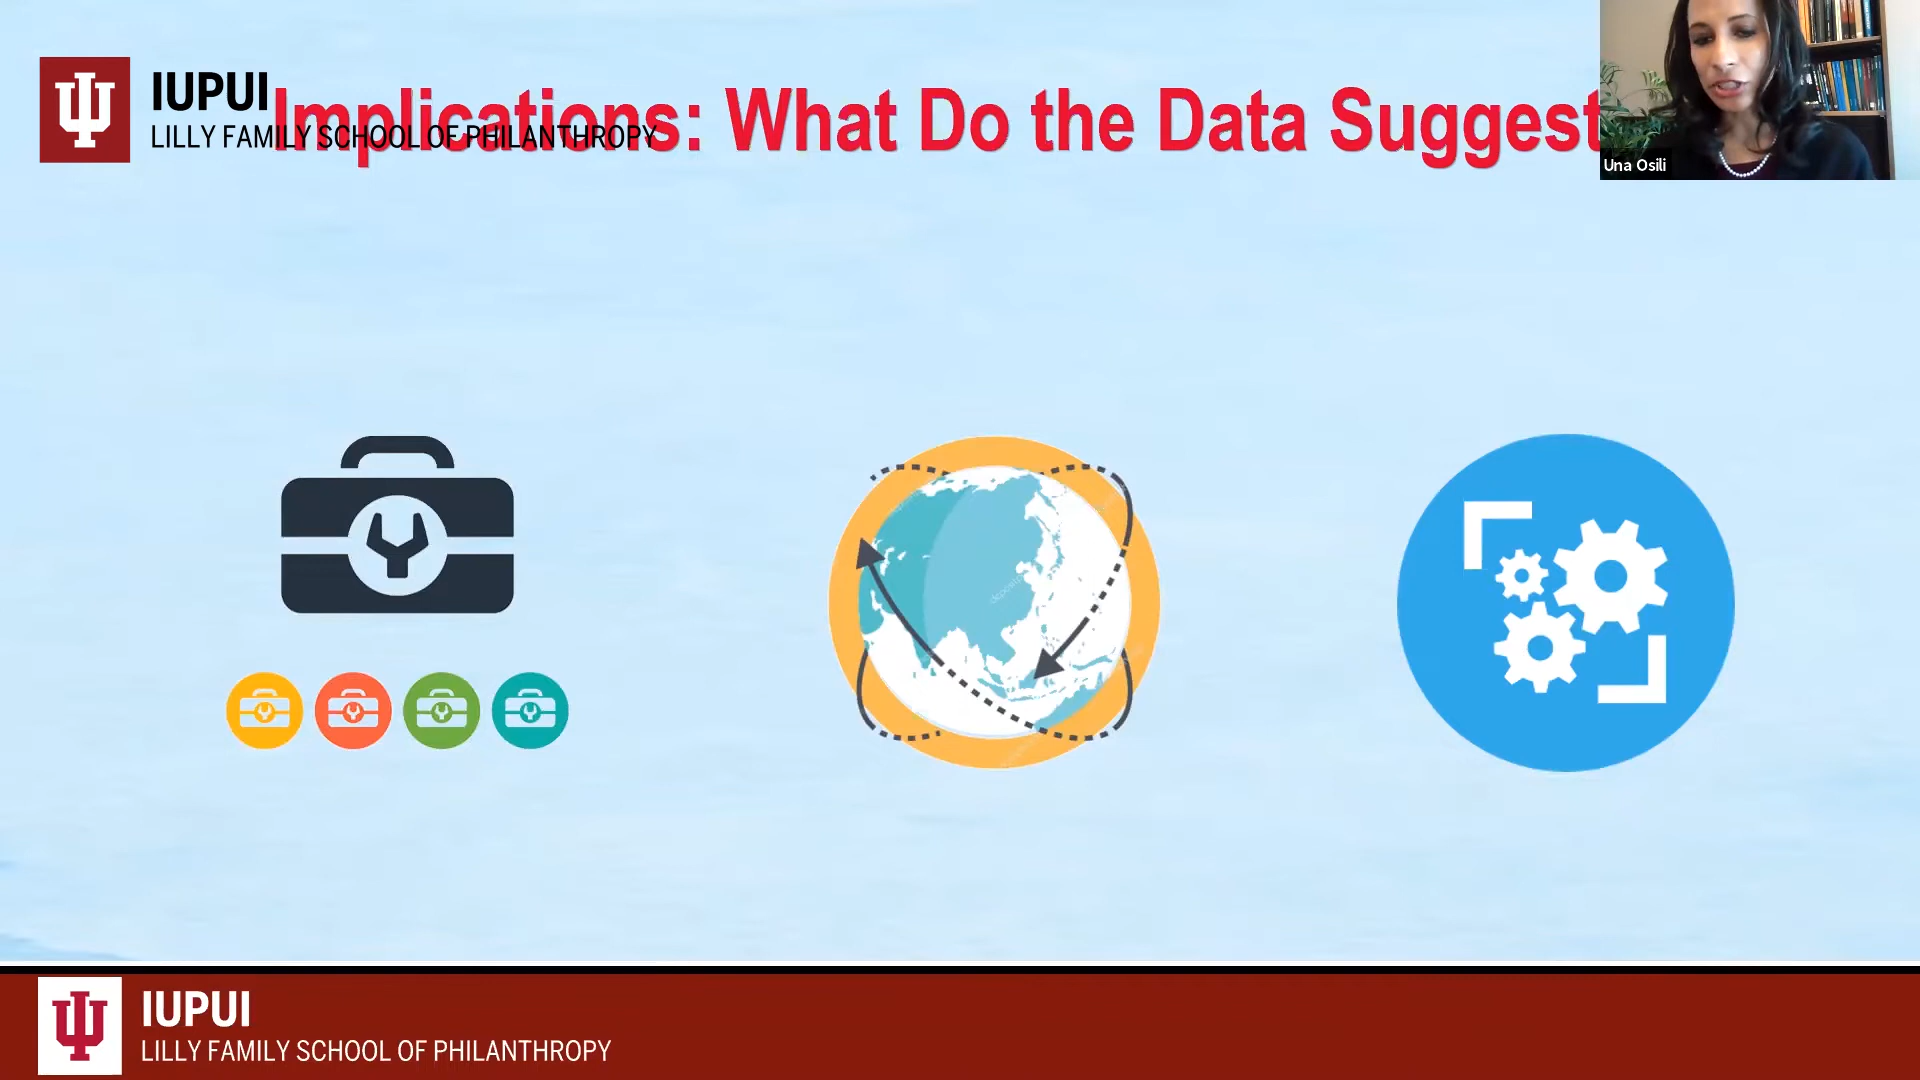 IUPUI
LILLY FAMILY SCHOOL OF PHILANTHROPY
Implications: What Do the Data Suggest
Una Osili
IUPUI
LILLY FAMILY SCHOOL OF PHILANTHROPY